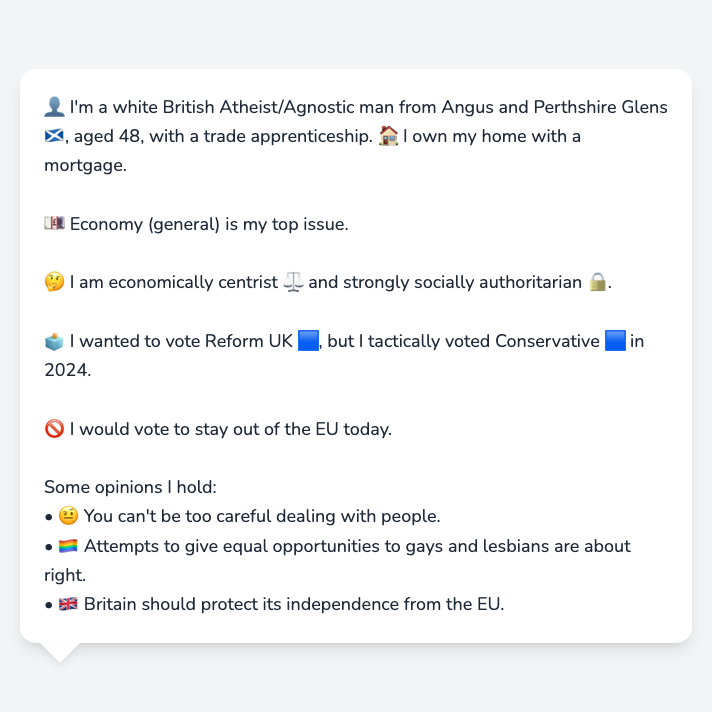 👤 I'm a white British Atheist/Agnostic man from Angus and Perthshire Glens
🏴󠁧󠁢󠁳󠁣󠁴󠁿, aged 48, with a trade apprenticeship. 🏠 I own my home with a
mortgage.
💷 Economy (general) is my top issue.
🤔 I am economically centrist ⚖️ and strongly socially authoritarian 🔒.
🗳️ I wanted to vote Reform UK 🟦, but I tactically voted Conservative 🟦 in
2024.
🚫 I would vote to stay out of the EU today.
Some opinions I hold:
• 🤨 You can't be too careful dealing with people.
• 🏳️‍🌈 Attempts to give equal opportunities to gays and lesbians are about
right.
• 🇬🇧 Britain should protect its independence from the EU.